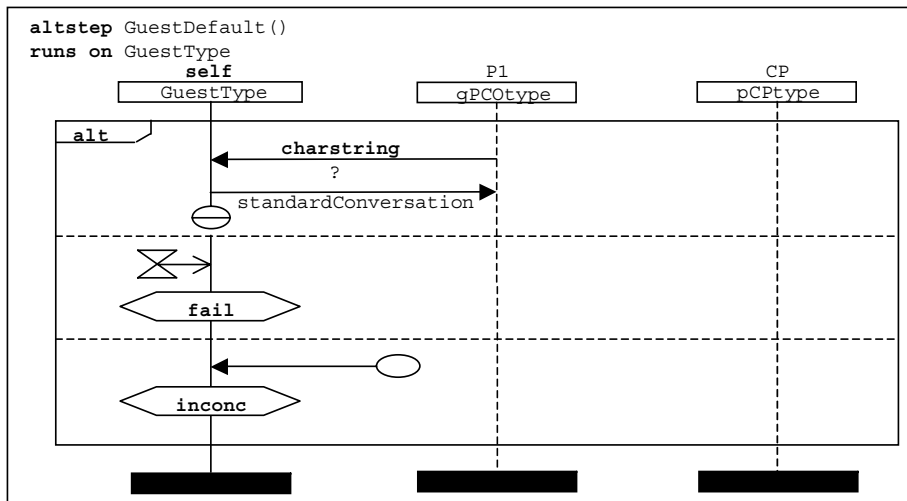 altstep GuestDefault()
runs on GuestType
self P1 CP
GuestType gPCOtype pCPtype
alt
charstring
?
standardConversation
fail
inconc